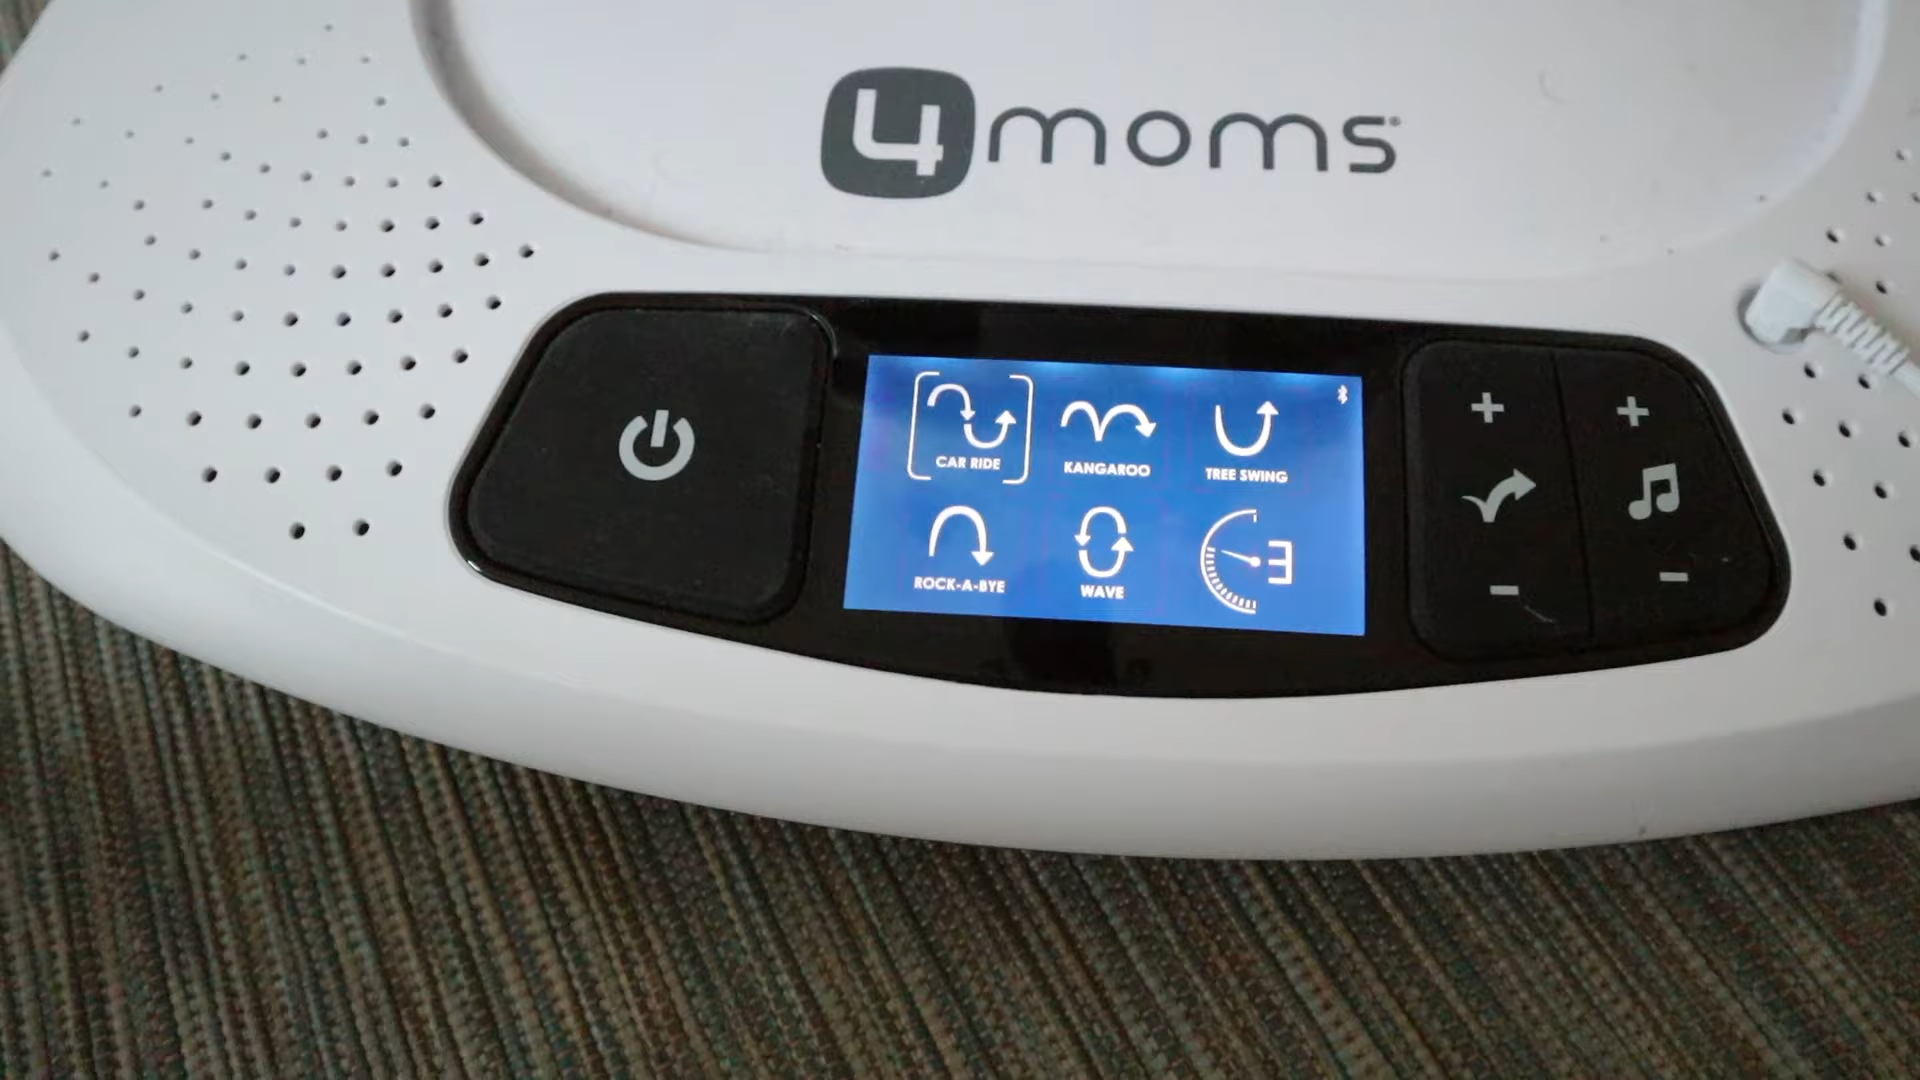 4moms
CAR RIDE
KANGAROO
TREE SWING
ROCK-A-BYE
WAVE
3
+
+
-
-